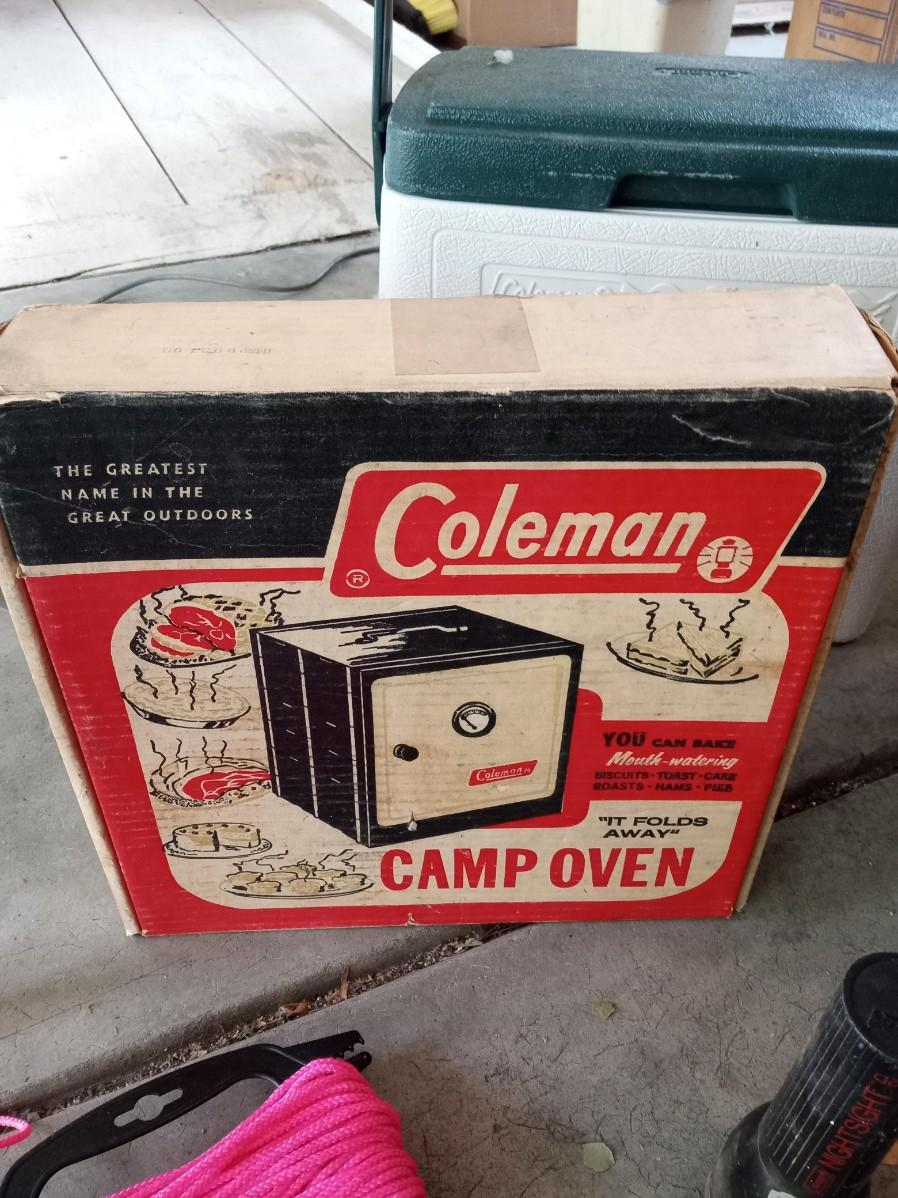 THE GREATEST
NAME IN THE
GREAT OUTDOORS
Coleman
®
Coleman
YOU CAN BAKE
Mouth-watering
BISCUITS · TOAST · CAKE
ROASTS · HAMS · PIES
"IT FOLDS
AWAY"
CAMP OVEN
Coleman
NIGHTSIGHT